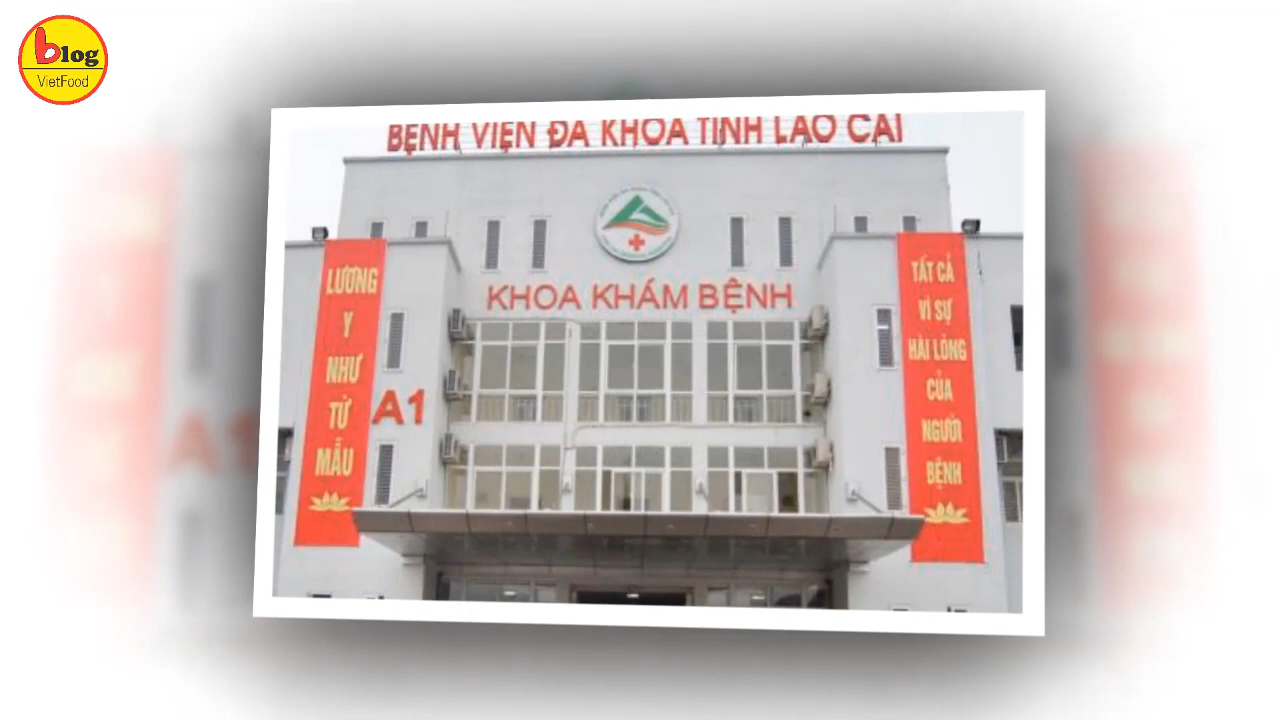 blog
VietFood
BỆNH VIỆN ĐA KHOA TỈNH LÀO CAI
KHOA KHÁM BỆNH
LƯƠNG
Y
NHƯ
TỪ
MẪU
A1
TẤT CẢ
VÌ SỰ
HÀI LÒNG
CỦA
NGƯỜI
BỆNH